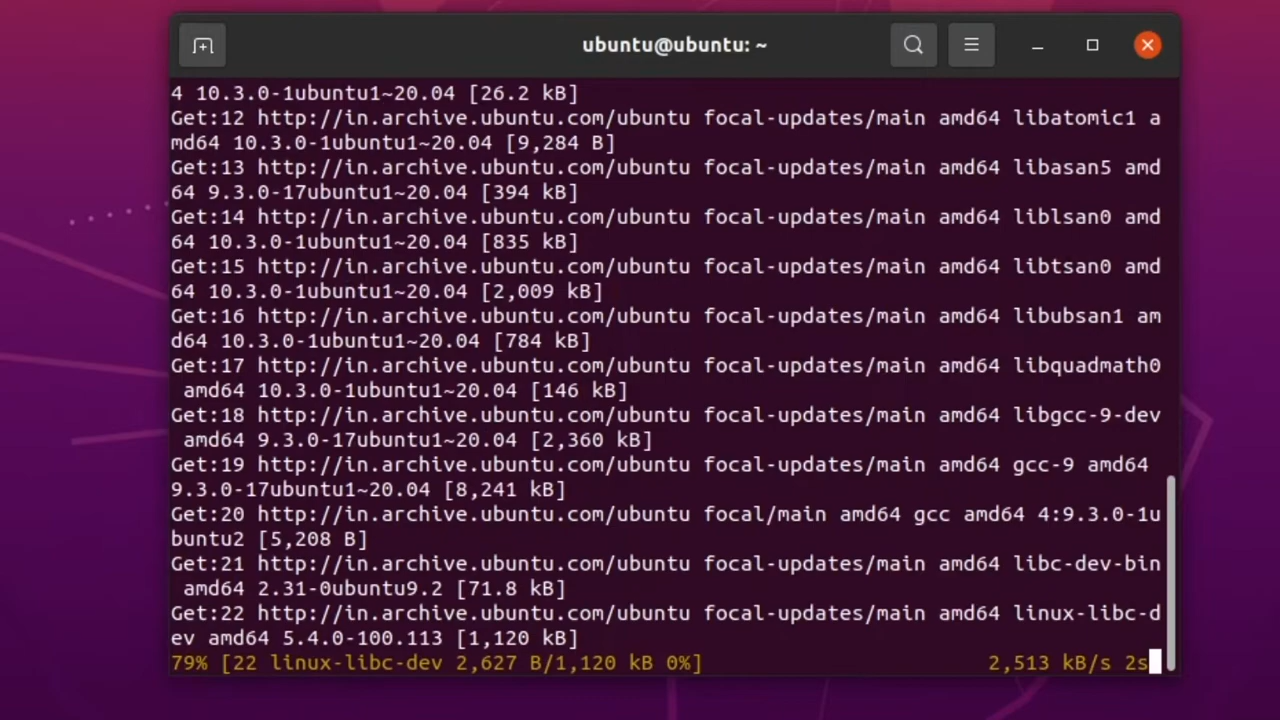 ubuntu@ubuntu: ~
4 10.3.0-1ubuntu1~20.04 [26.2 kB]
Get:12 http://in.archive.ubuntu.com/ubuntu focal-updates/main amd64 libatomic1 a
md64 10.3.0-1ubuntu1~20.04 [9,284 B]
Get:13 http://in.archive.ubuntu.com/ubuntu focal-updates/main amd64 libasan5 amd
64 9.3.0-17ubuntu1~20.04 [394 kB]
Get:14 http://in.archive.ubuntu.com/ubuntu focal-updates/main amd64 liblsan0 amd
64 10.3.0-1ubuntu1~20.04 [835 kB]
Get:15 http://in.archive.ubuntu.com/ubuntu focal-updates/main amd64 libtsan0 amd
64 10.3.0-1ubuntu1~20.04 [2,009 kB]
Get:16 http://in.archive.ubuntu.com/ubuntu focal-updates/main amd64 libubsan1 am
d64 10.3.0-1ubuntu1~20.04 [784 kB]
Get:17 http://in.archive.ubuntu.com/ubuntu focal-updates/main amd64 libquadmath0
 amd64 10.3.0-1ubuntu1~20.04 [146 kB]
Get:18 http://in.archive.ubuntu.com/ubuntu focal-updates/main amd64 libgcc-9-dev
 amd64 9.3.0-17ubuntu1~20.04 [2,360 kB]
Get:19 http://in.archive.ubuntu.com/ubuntu focal-updates/main amd64 gcc-9 amd64
9.3.0-17ubuntu1~20.04 [8,241 kB]
Get:20 http://in.archive.ubuntu.com/ubuntu focal/main amd64 gcc amd64 4:9.3.0-1u
buntu2 [5,208 B]
Get:21 http://in.archive.ubuntu.com/ubuntu focal-updates/main amd64 libc-dev-bin
 amd64 2.31-0ubuntu9.2 [71.8 kB]
Get:22 http://in.archive.ubuntu.com/ubuntu focal-updates/main amd64 linux-libc-d
ev amd64 5.4.0-100.113 [1,120 kB]
79% [22 linux-libc-dev 2,627 B/1,120 kB 0%] 2,513 kB/s 2s